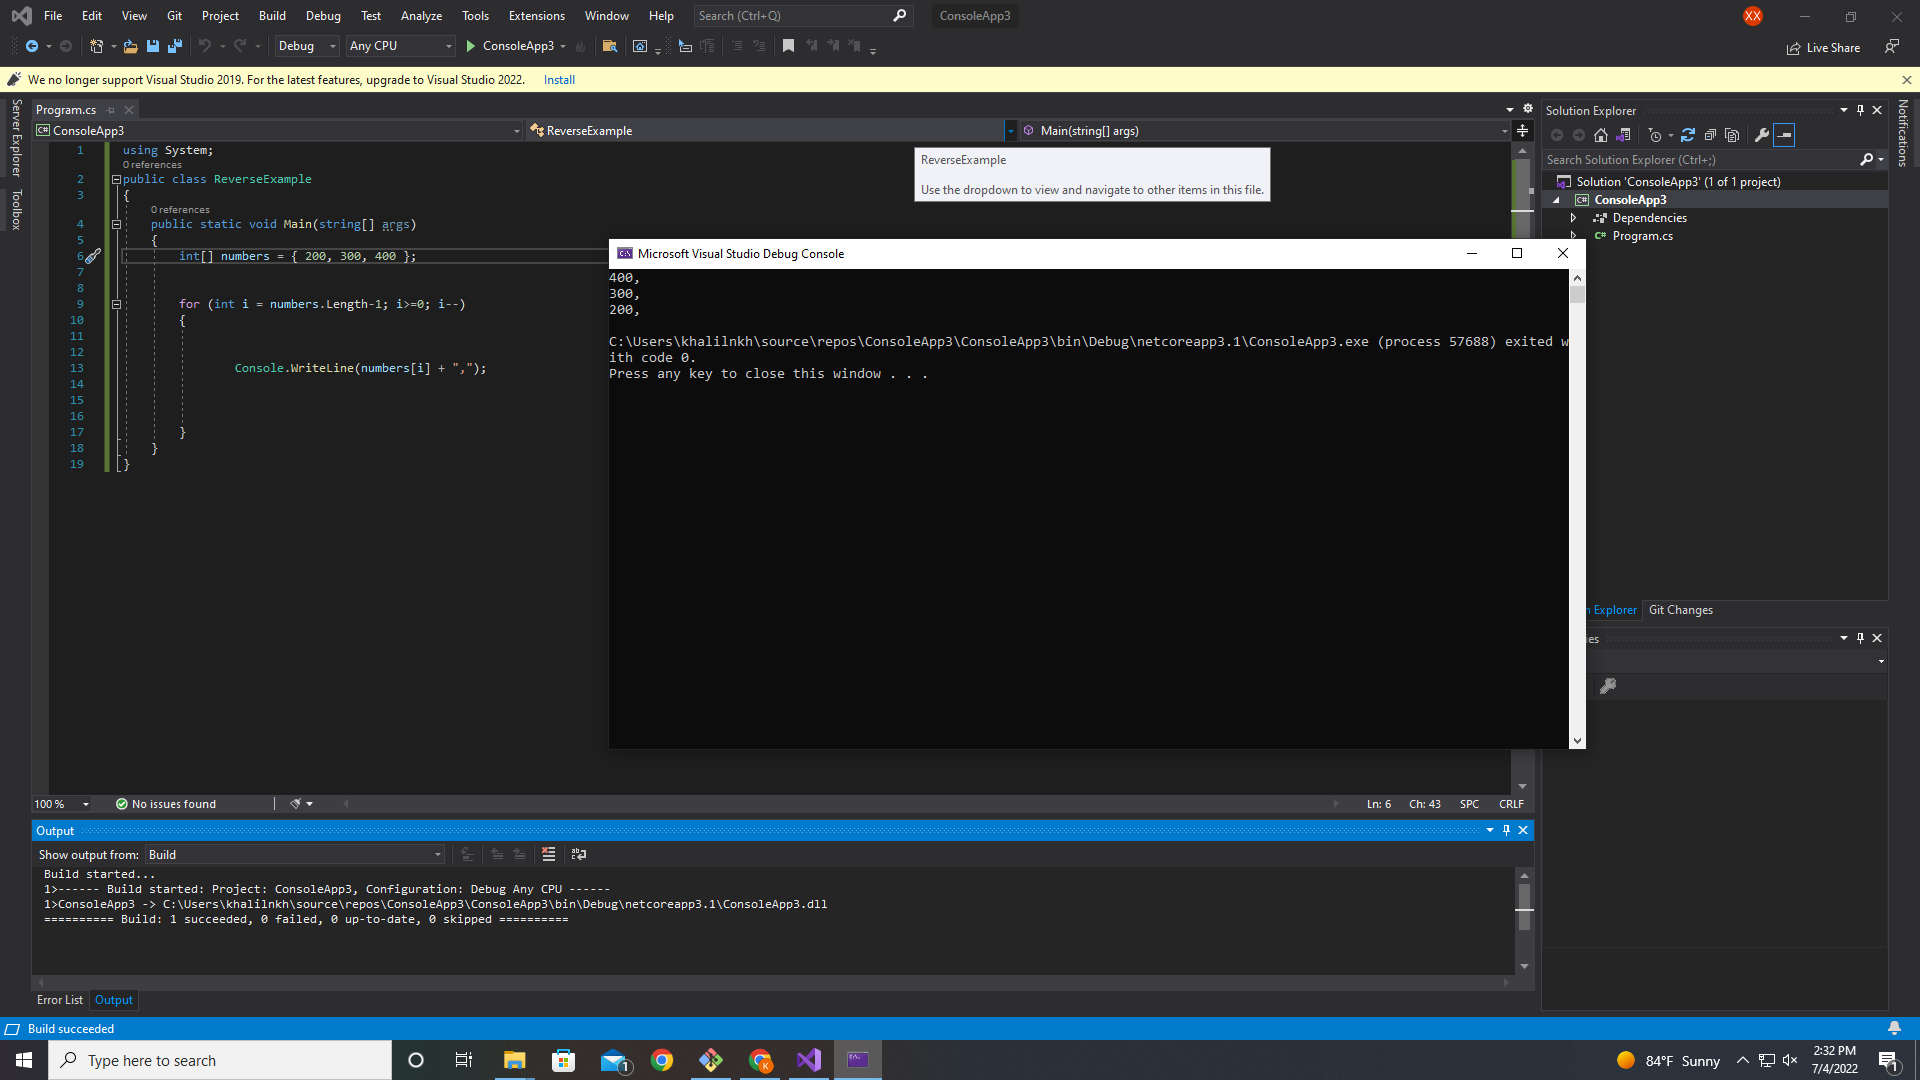 File Edit View Git Project Build Debug Test Analyze Tools Extensions Window Help Search (Ctrl+Q) ConsoleApp3 XX
Debug Any CPU ConsoleApp3 Live Share
We no longer support Visual Studio 2019. For the latest features, upgrade to Visual Studio 2022. Install
Server Explorer
Toolbox
Notifications
Program.cs
ConsoleApp3 ReverseExample Main(string[] args)
ReverseExample
Use the dropdown to view and navigate to other items in this file.
1 using System;
0 references
2 public class ReverseExample
3 {
0 references
4 public static void Main(string[] args)
5 {
6 int[] numbers = { 200, 300, 400 };
7
8
9 for (int i = numbers.Length-1; i>=0; i--)
10 {
11
12
13 Console.WriteLine(numbers[i] + ",");
14
15
16
17 }
18 }
19 }
Microsoft Visual Studio Debug Console
400,
300,
200,
C:\Users\khalilnkh\source\repos\ConsoleApp3\ConsoleApp3\bin\Debug\netcoreapp3.1\ConsoleApp3.exe (process 57688) exited w
ith code 0.
Press any key to close this window . . .
Solution Explorer
Search Solution Explorer (Ctrl+;)
Solution 'ConsoleApp3' (1 of 1 project)
C# ConsoleApp3
Dependencies
C# Program.cs
n Explorer Git Changes
ies
100 % No issues found Ln: 6 Ch: 43 SPC CRLF
Output
Show output from: Build
Build started...
1>------ Build started: Project: ConsoleApp3, Configuration: Debug Any CPU ------
1>ConsoleApp3 -> C:\Users\khalilnkh\source\repos\ConsoleApp3\ConsoleApp3\bin\Debug\netcoreapp3.1\ConsoleApp3.dll
========== Build: 1 succeeded, 0 failed, 0 up-to-date, 0 skipped ==========
Error List Output
Build succeeded
Type here to search 1 K 84°F Sunny 2:32 PM
7/4/2022 1